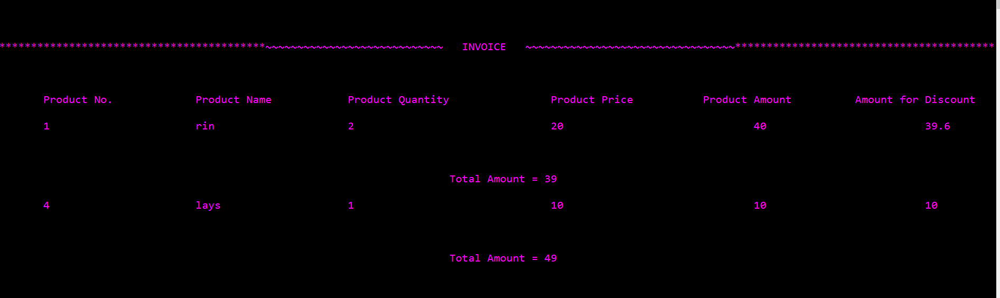 *****************************************~~~~~~~~~~~~~~~~~~~~~~~~~~~~   INVOICE   ~~~~~~~~~~~~~~~~~~~~~~~~~~~~~~~~~*****************************************
Product No. Product Name Product Quantity Product Price Product Amount Amount for Discount
1 rin 2 20 40 39.6
Total Amount = 39
4 lays 1 10 10 10
Total Amount = 49